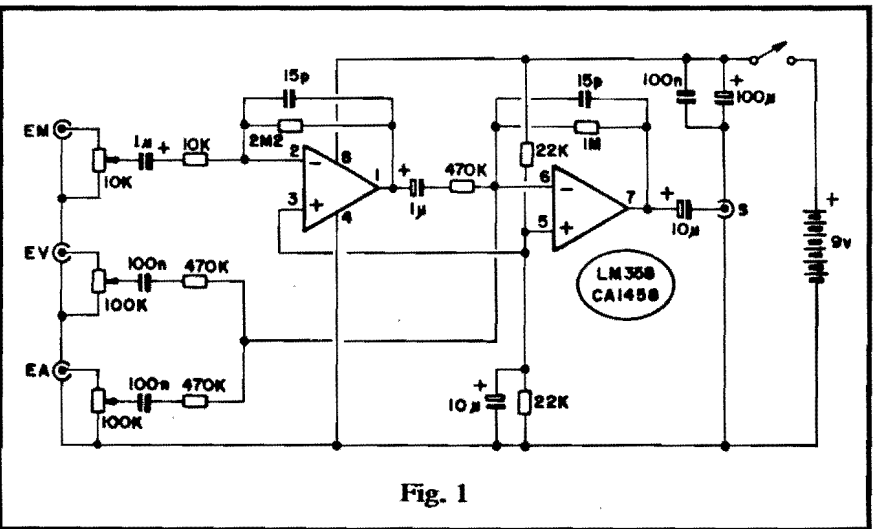 15p
2M2
EM
1µ
+
10K
10K
2
−
3
+
8
1
4
+
1µ
470K
15p
1M
22K
6
−
5
+
7
+
10µ
100n
+
100µ
S
+
9v
LM358
CA1458
EV
100n
470K
100K
EA
100n
470K
100K
+
10µ
22K
Fig. 1